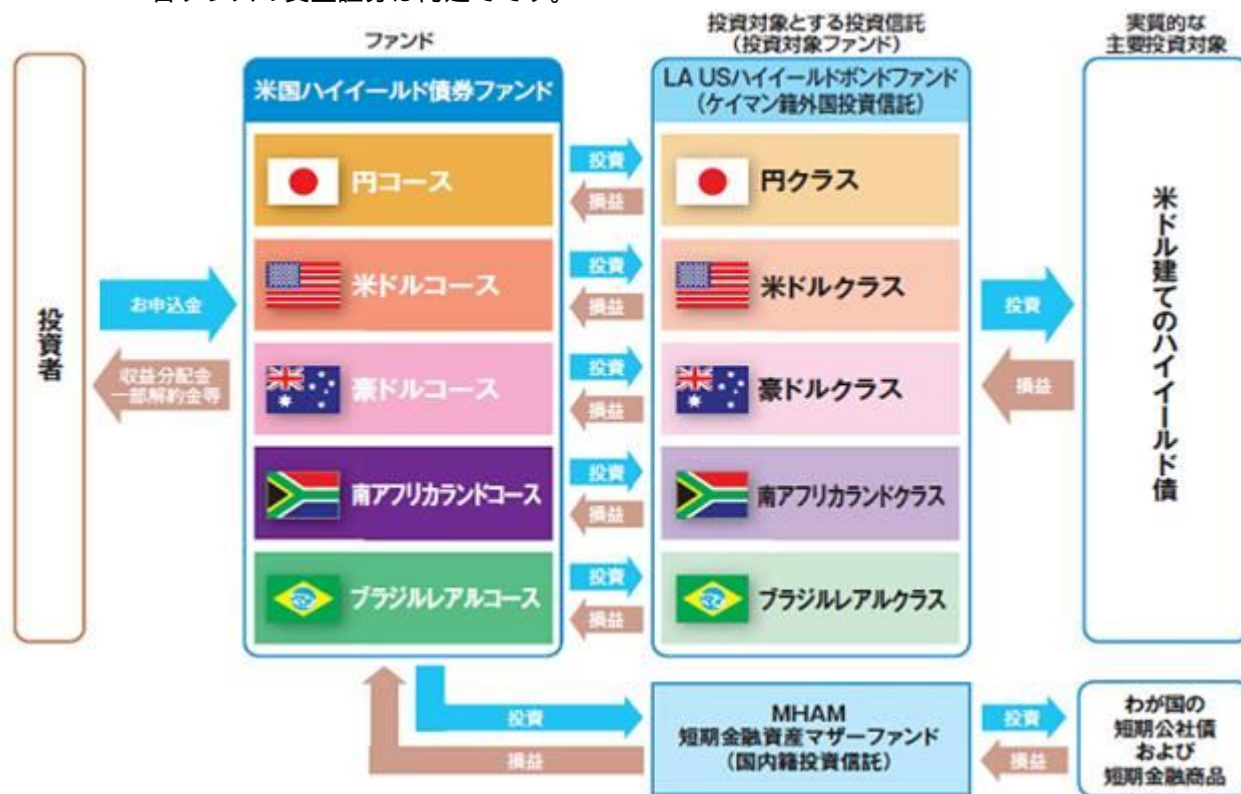 ファンド
投資対象とする投資信託
(投資対象ファンド)
実質的な
主要投資対象
投資者
お申込金
収益分配金
一部解約金等
米国ハイイールド債券ファンド
円コース
米ドルコース
豪ドルコース
南アフリカランドコース
ブラジルレアルコース
投資
損益
投資
損益
投資
損益
投資
損益
投資
損益
LA USハイイールドボンドファンド
(ケイマン籍外国投資信託)
円クラス
米ドルクラス
豪ドルクラス
南アフリカランドクラス
ブラジルレアルクラス
投資
損益
米ドル建てのハイイールド債
投資
損益
MHAM
短期金融資産マザーファンド
(国内籍投資信託)
投資
損益
わが国の
短期公社債
および
短期金融商品